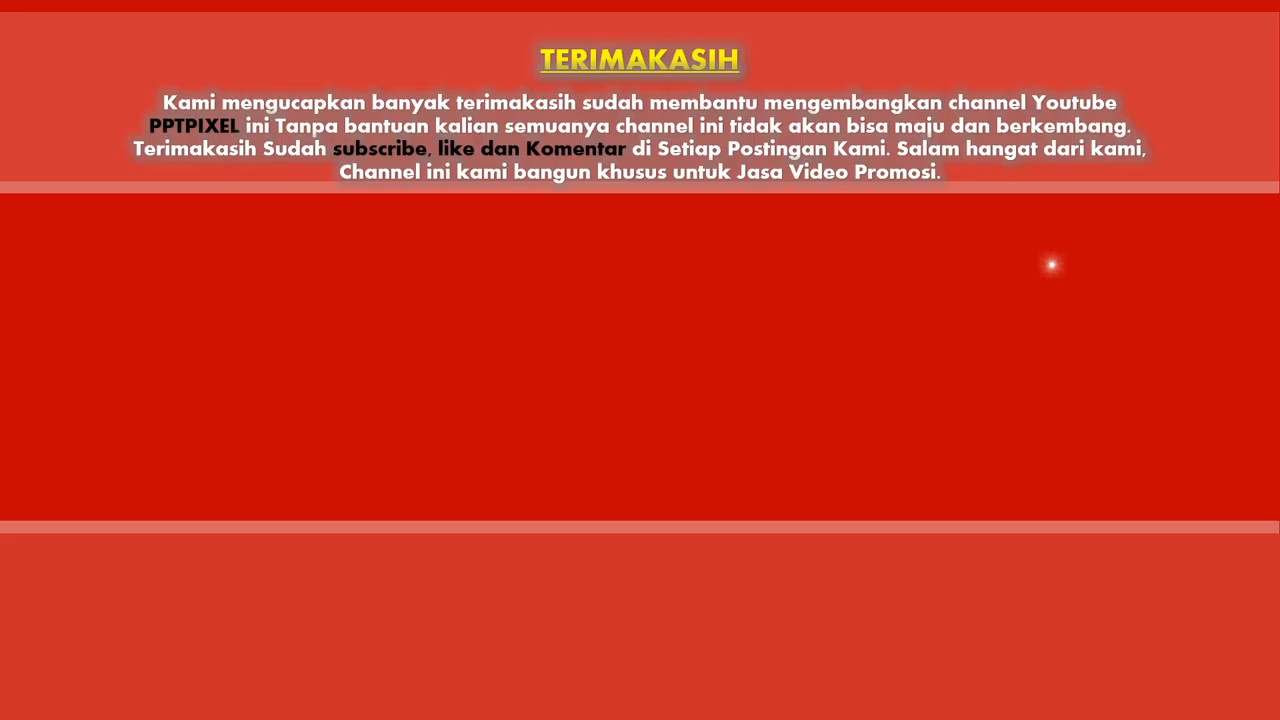 TERIMAKASIH
Kami mengucapkan banyak terimakasih sudah membantu mengembangkan channel Youtube
PPTPIXEL ini Tanpa bantuan kalian semuanya channel ini tidak akan bisa maju dan berkembang.
Terimakasih Sudah subscribe, like dan Komentar di Setiap Postingan Kami. Salam hangat dari kami,
Channel ini kami bangun khusus untuk Jasa Video Promosi.